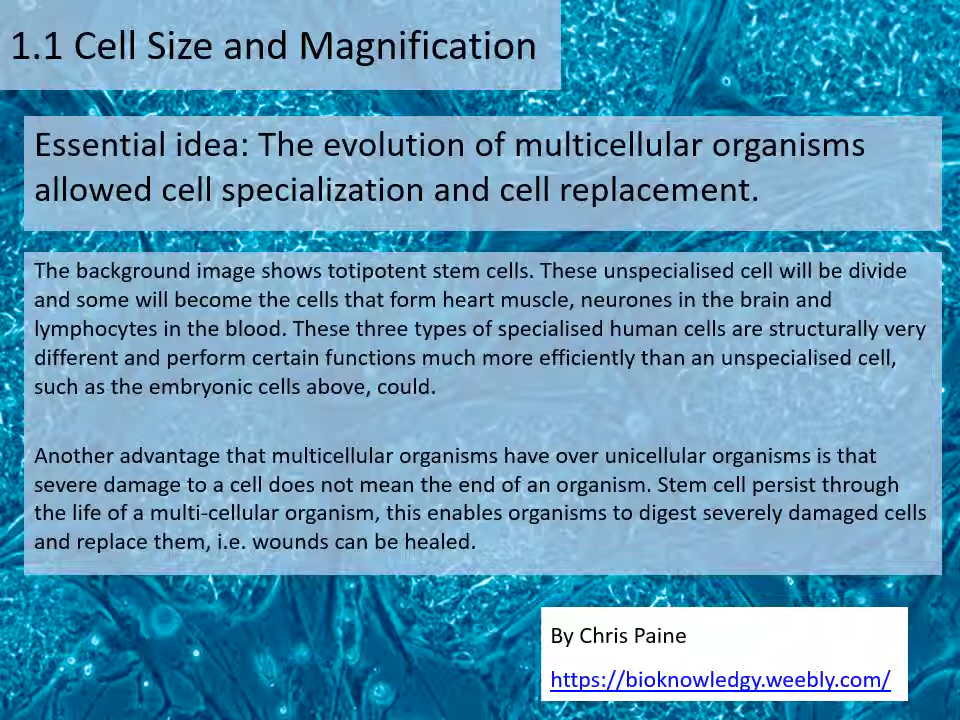 1.1 Cell Size and Magnification
Essential idea: The evolution of multicellular organisms
allowed cell specialization and cell replacement.
The background image shows totipotent stem cells. These unspecialised cell will be divide
and some will become the cells that form heart muscle, neurones in the brain and
lymphocytes in the blood. These three types of specialised human cells are structurally very
different and perform certain functions much more efficiently than an unspecialised cell,
such as the embryonic cells above, could.
Another advantage that multicellular organisms have over unicellular organisms is that
severe damage to a cell does not mean the end of an organism. Stem cell persist through
the life of a multi-cellular organism, this enables organisms to digest severely damaged cells
and replace them, i.e. wounds can be healed.
By Chris Paine
https://bioknowledgy.weebly.com/